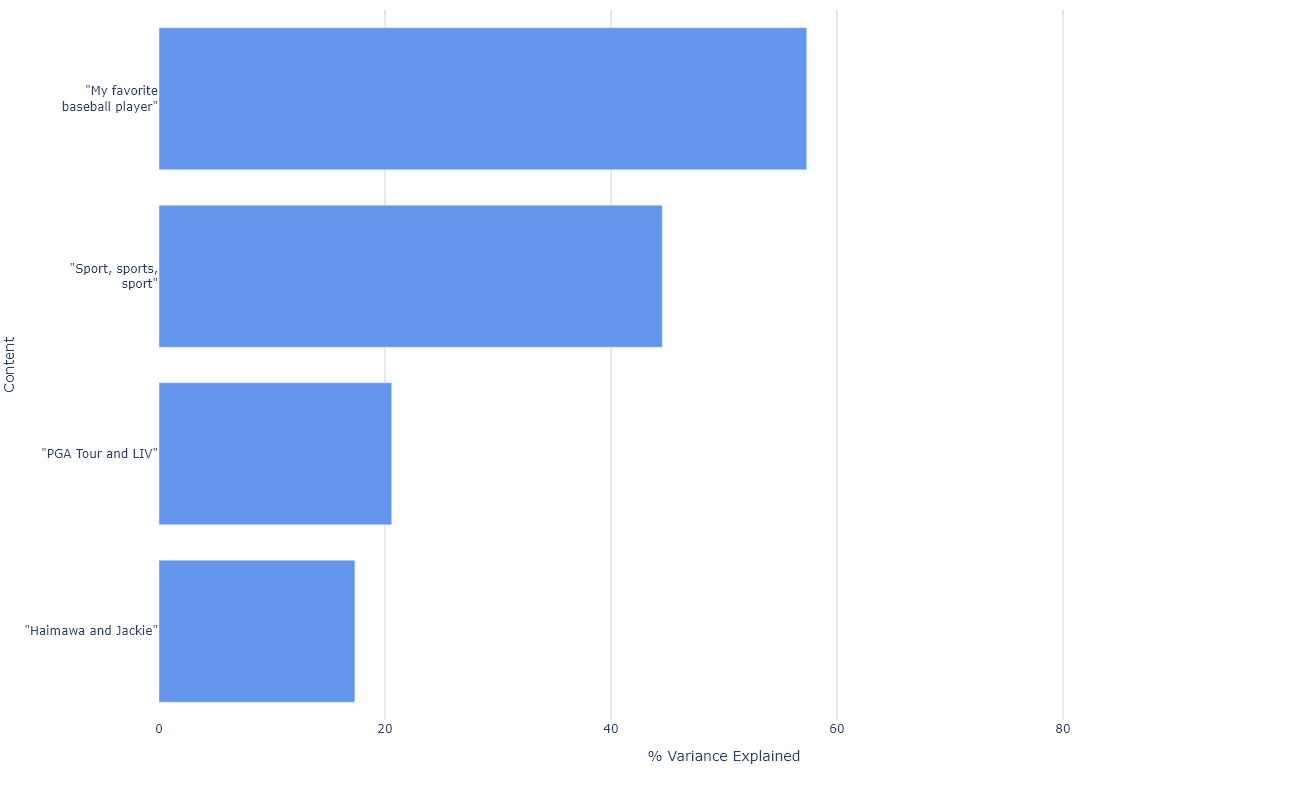 "My favorite
baseball player"
"Sport, sports,
sport"
Content
"PGA Tour and LIV"
"Haimawa and Jackie"
0 20 40 60 80
% Variance Explained